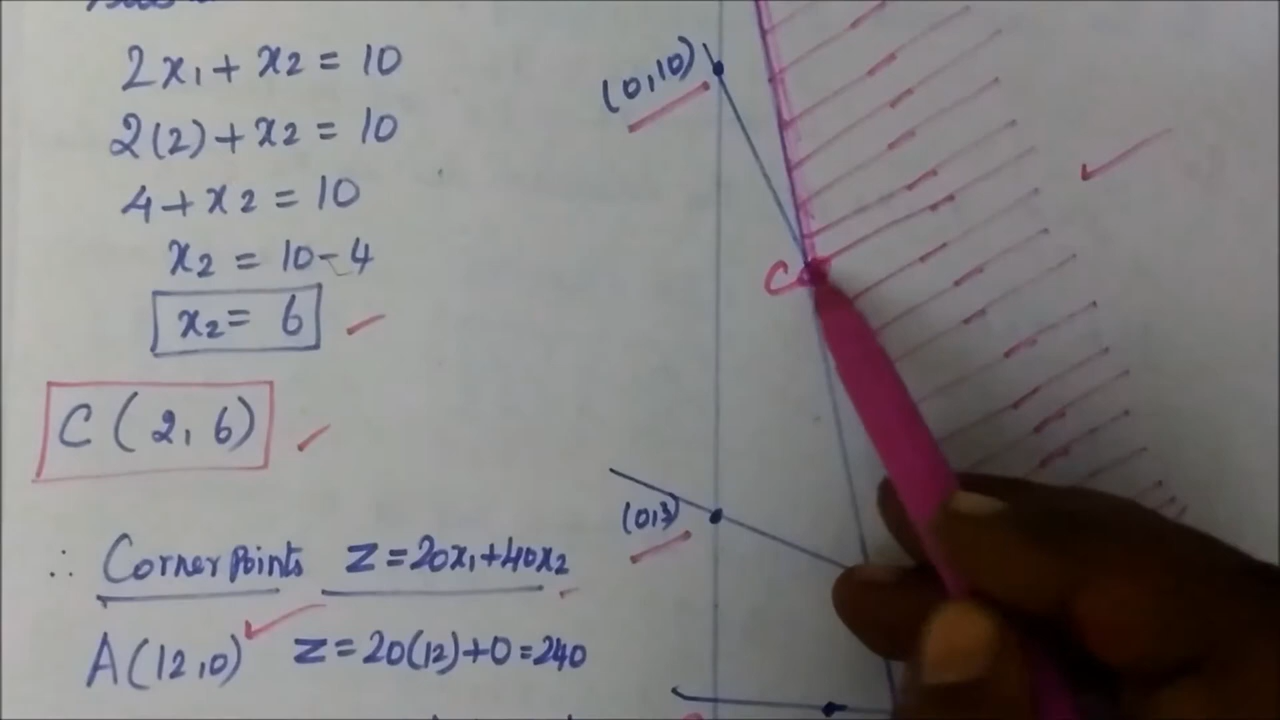 2x₁ + x₂ = 10
2(2) + x₂ = 10
4 + x₂ = 10
x₂ = 10 - 4
x₂ = 6
C (2, 6)
∴ Corner points Z = 20x₁ + 40x₂
A (12, 0) Z = 20(12) + 0 = 240
(0, 10)
C
(0, 3)